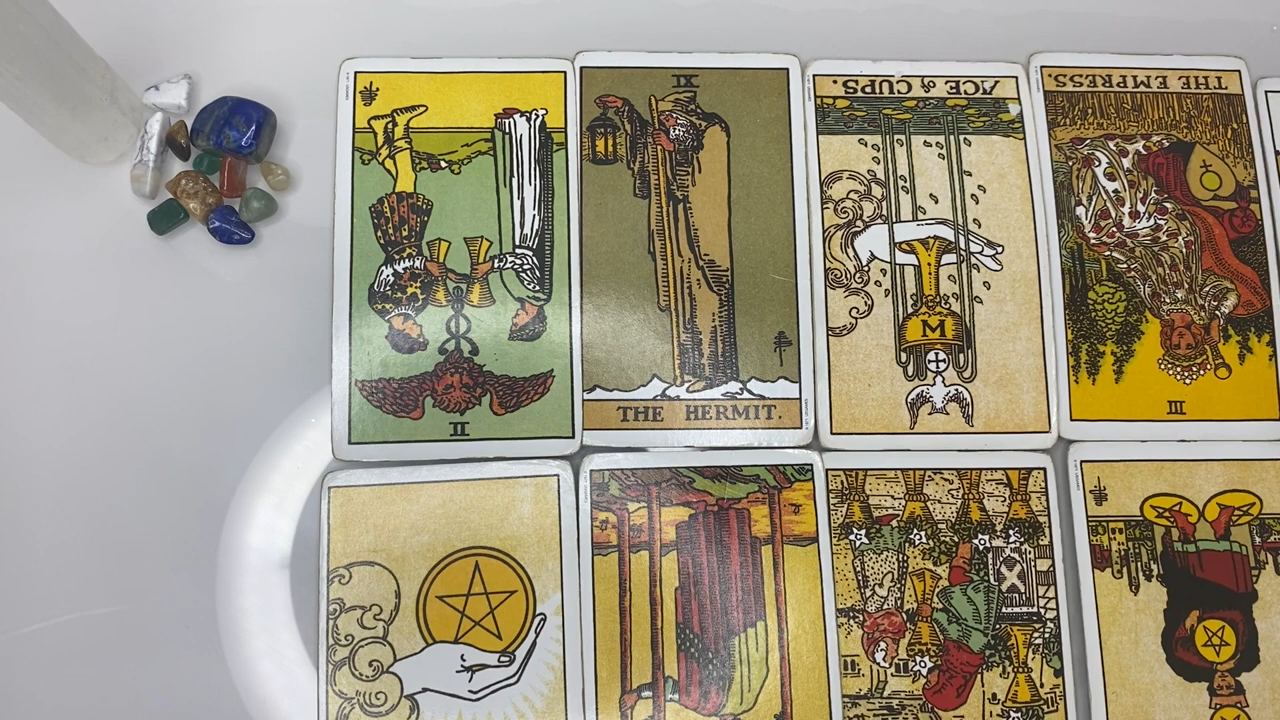 II
IX
THE HERMIT.
ACE of CUPS.
W
THE EMPRESS.
III